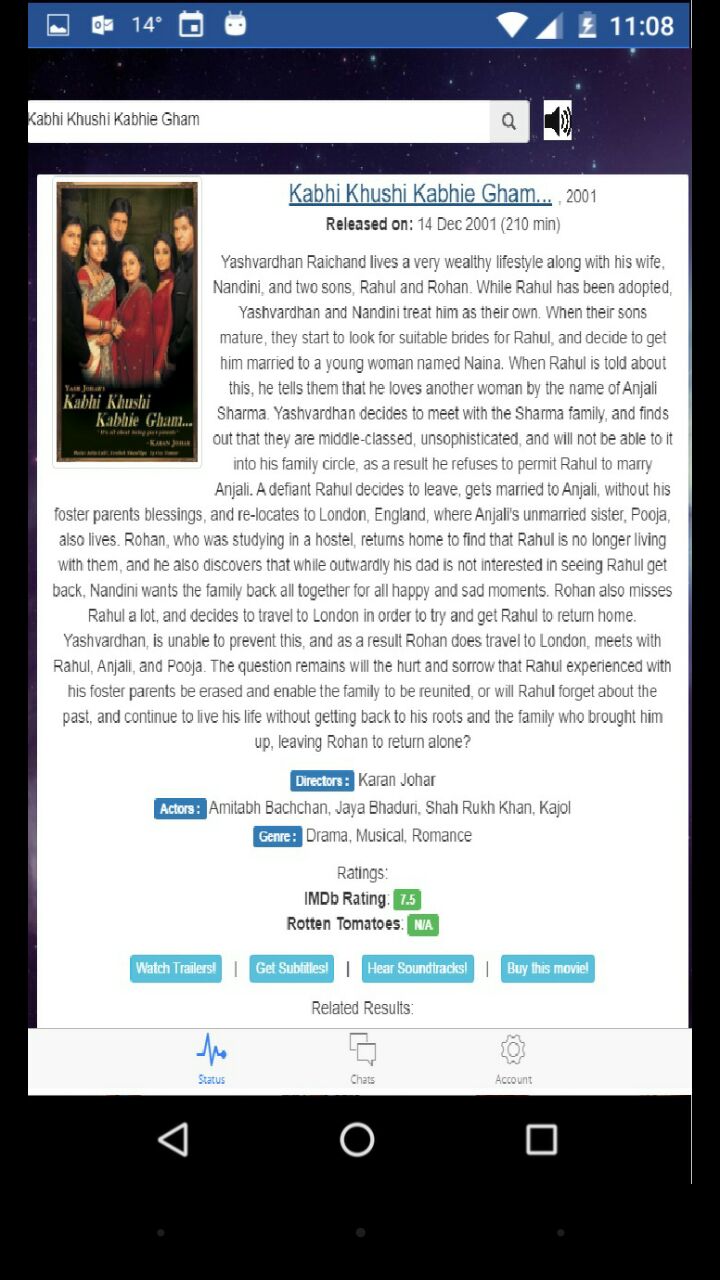 14° 11:08
Kabhi Khushi Kabhie Gham
Kabhi Khushi Kabhie Gham... , 2001
Released on: 14 Dec 2001 (210 min)
YASH JOHAR'S
Kabhi Khushi
Kabhie Gham...
-KARAN JOHAR
Yashvardhan Raichand lives a very wealthy lifestyle along with his wife,
Nandini, and two sons, Rahul and Rohan. While Rahul has been adopted,
Yashvardhan and Nandini treat him as their own. When their sons
mature, they start to look for suitable brides for Rahul, and decide to get
him married to a young woman named Naina. When Rahul is told about
this, he tells them that he loves another woman by the name of Anjali
Sharma. Yashvardhan decides to meet with the Sharma family, and finds
out that they are middle-classed, unsophisticated, and will not be able to it
into his family circle, as a result he refuses to permit Rahul to marry
Anjali. A defiant Rahul decides to leave, gets married to Anjali, without his
foster parents blessings, and re-locates to London, England, where Anjali's unmarried sister, Pooja,
also lives. Rohan, who was studying in a hostel, returns home to find that Rahul is no longer living
with them, and he also discovers that while outwardly his dad is not interested in seeing Rahul get
back, Nandini wants the family back all together for all happy and sad moments. Rohan also misses
Rahul a lot, and decides to travel to London in order to try and get Rahul to return home.
Yashvardhan, is unable to prevent this, and as a result Rohan does travel to London, meets with
Rahul, Anjali, and Pooja. The question remains will the hurt and sorrow that Rahul experienced with
his foster parents be erased and enable the family to be reunited, or will Rahul forget about the
past, and continue to live his life without getting back to his roots and the family who brought him
up, leaving Rohan to return alone?
Directors : Karan Johar
Actors : Amitabh Bachchan, Jaya Bhaduri, Shah Rukh Khan, Kajol
Genre : Drama, Musical, Romance
Ratings:
IMDb Rating: 7.5
Rotten Tomatoes: N/A
Watch Trailers! | Get Subtitles! | Hear Soundtracks! | Buy this movie!
Related Results:
Status Chats Account